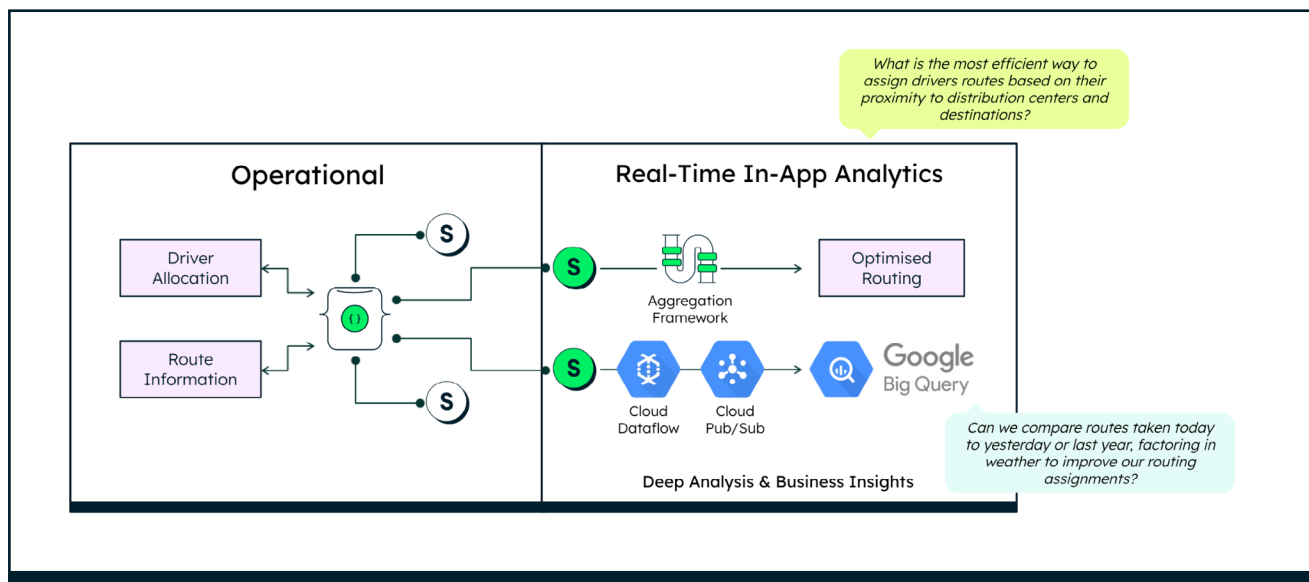 What is the most efficient way to
assign drivers routes based on their
proximity to distribution centers and
destinations?
Operational
Real-Time In-App Analytics
S
Driver
Allocation
S
Optimised
Routing
Aggregation
Framework
{ }
Route
Information
S
S
Google
Big Query
Cloud
Dataflow
Cloud
Pub/Sub
Can we compare routes taken today
to yesterday or last year, factoring in
weather to improve our routing
assignments?
Deep Analysis & Business Insights